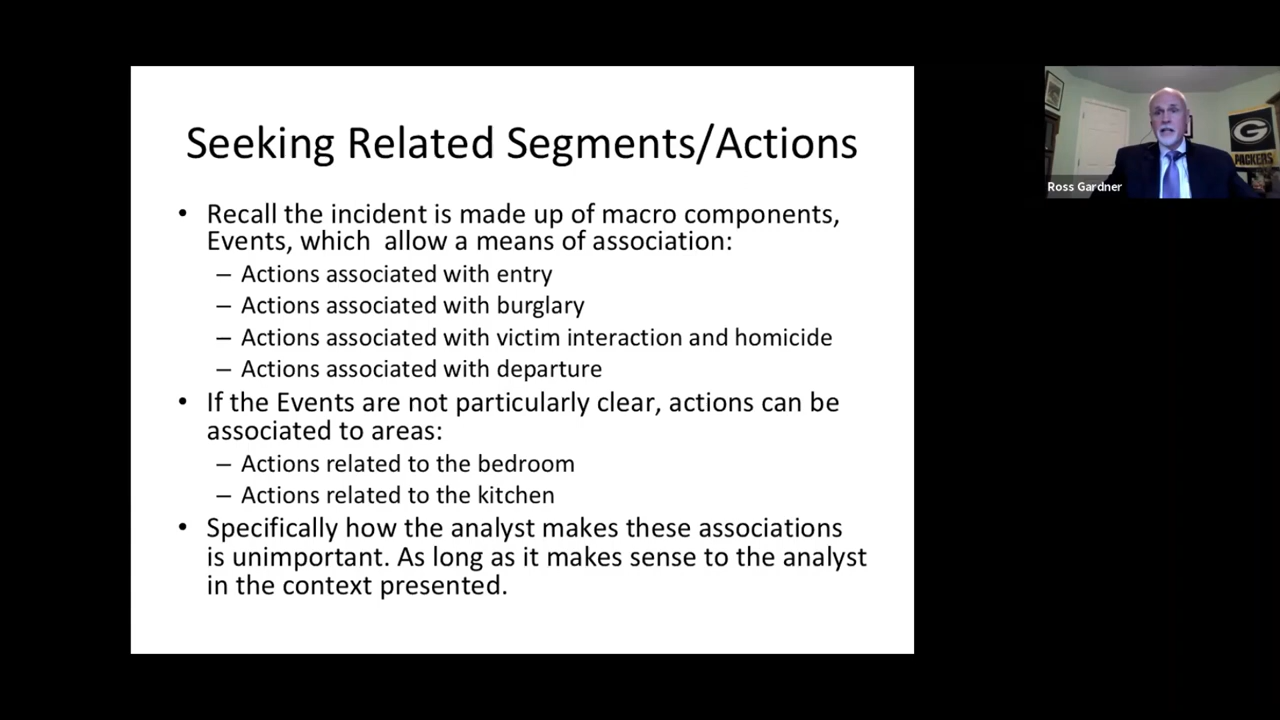 Seeking Related Segments/Actions
• Recall the incident is made up of macro components,
Events, which allow a means of association:
– Actions associated with entry
– Actions associated with burglary
– Actions associated with victim interaction and homicide
– Actions associated with departure
• If the Events are not particularly clear, actions can be
associated to areas:
– Actions related to the bedroom
– Actions related to the kitchen
• Specifically how the analyst makes these associations
is unimportant. As long as it makes sense to the analyst
in the context presented.
G
PACKERS
Ross Gardner